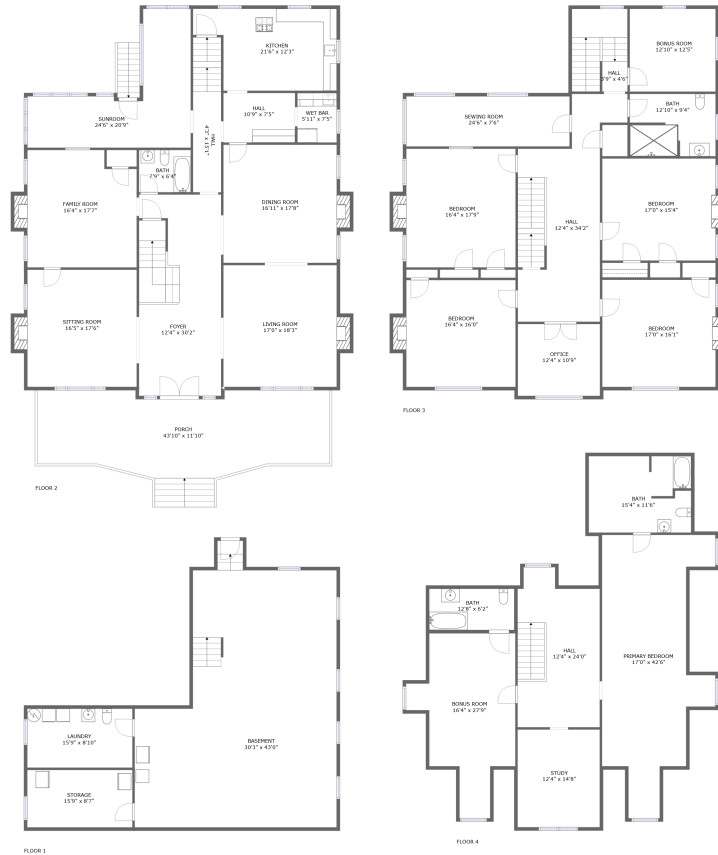 KITCHEN
21'6" x 12'3"
HALL
10'9" x 7'5"
WET BAR
5'11" x 7'5"
SUNROOM
24'6" x 20'9"
HALL
4'3" x 15'1"
BATH
7'9" x 6'4"
FAMILY ROOM
16'4" x 17'7"
DINING ROOM
16'11" x 17'8"
SITTING ROOM
16'5" x 17'6"
FOYER
12'4" x 30'2"
LIVING ROOM
17'0" x 18'3"
PORCH
43'10" x 11'10"
FLOOR 2
BONUS ROOM
12'10" x 12'5"
HALL
3'9" x 4'6"
BATH
12'10" x 9'4"
SEWING ROOM
24'6" x 7'6"
BEDROOM
16'4" x 17'9"
HALL
12'4" x 34'2"
BEDROOM
17'0" x 15'4"
BEDROOM
16'4" x 16'0"
BEDROOM
17'0" x 16'1"
OFFICE
12'4" x 10'9"
FLOOR 3
LAUNDRY
15'9" x 8'10"
BASEMENT
30'3" x 43'0"
STORAGE
15'9" x 8'7"
FLOOR 1
BATH
15'4" x 11'6"
BATH
12'8" x 6'2"
HALL
12'4" x 24'0"
PRIMARY BEDROOM
17'0" x 42'6"
BONUS ROOM
16'4" x 27'9"
STUDY
12'4" x 14'8"
FLOOR 4